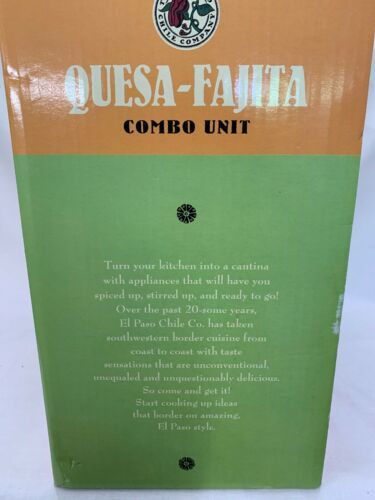 CHILE COMPANY
QUESA-FAJITA
COMBO UNIT
Turn your kitchen into a cantina
with appliances that will have you
spiced up, stirred up, and ready to go!
Over the past 20-some years,
El Paso Chile Co. has taken
southwestern border cuisine from
coast to coast with taste
sensations that are unconventional,
unequaled and unquestionably delicious.
So come and get it!
Start cooking up ideas
that border on amazing,
El Paso style.